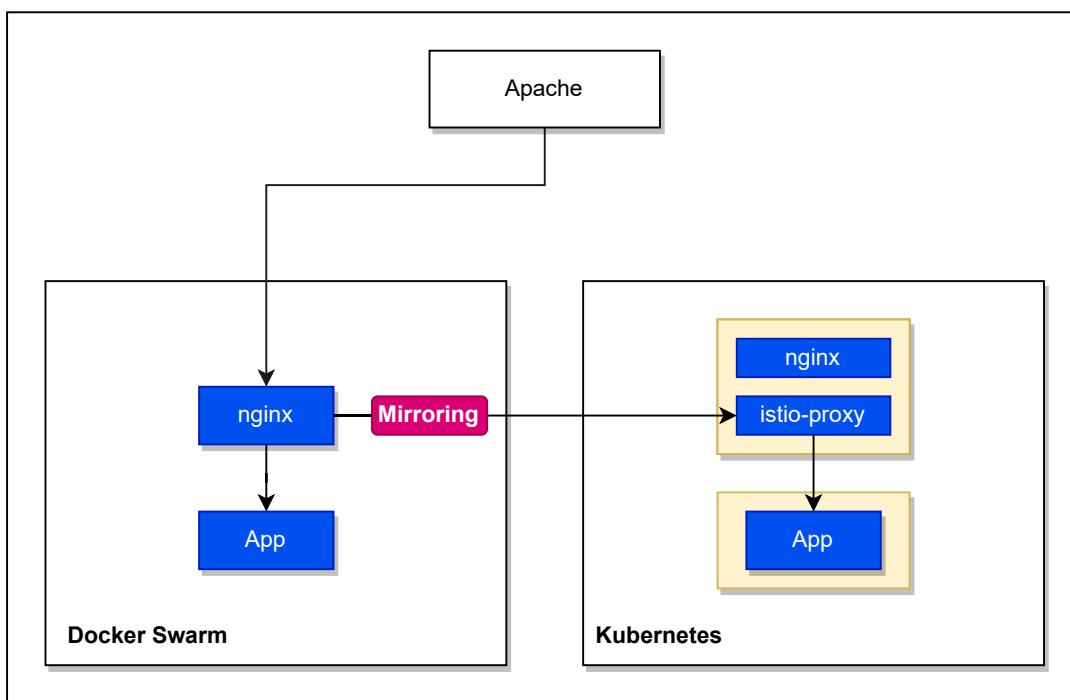 Apache
nginx
Mirroring
App
Docker Swarm
nginx
istio-proxy
App
Kubernetes